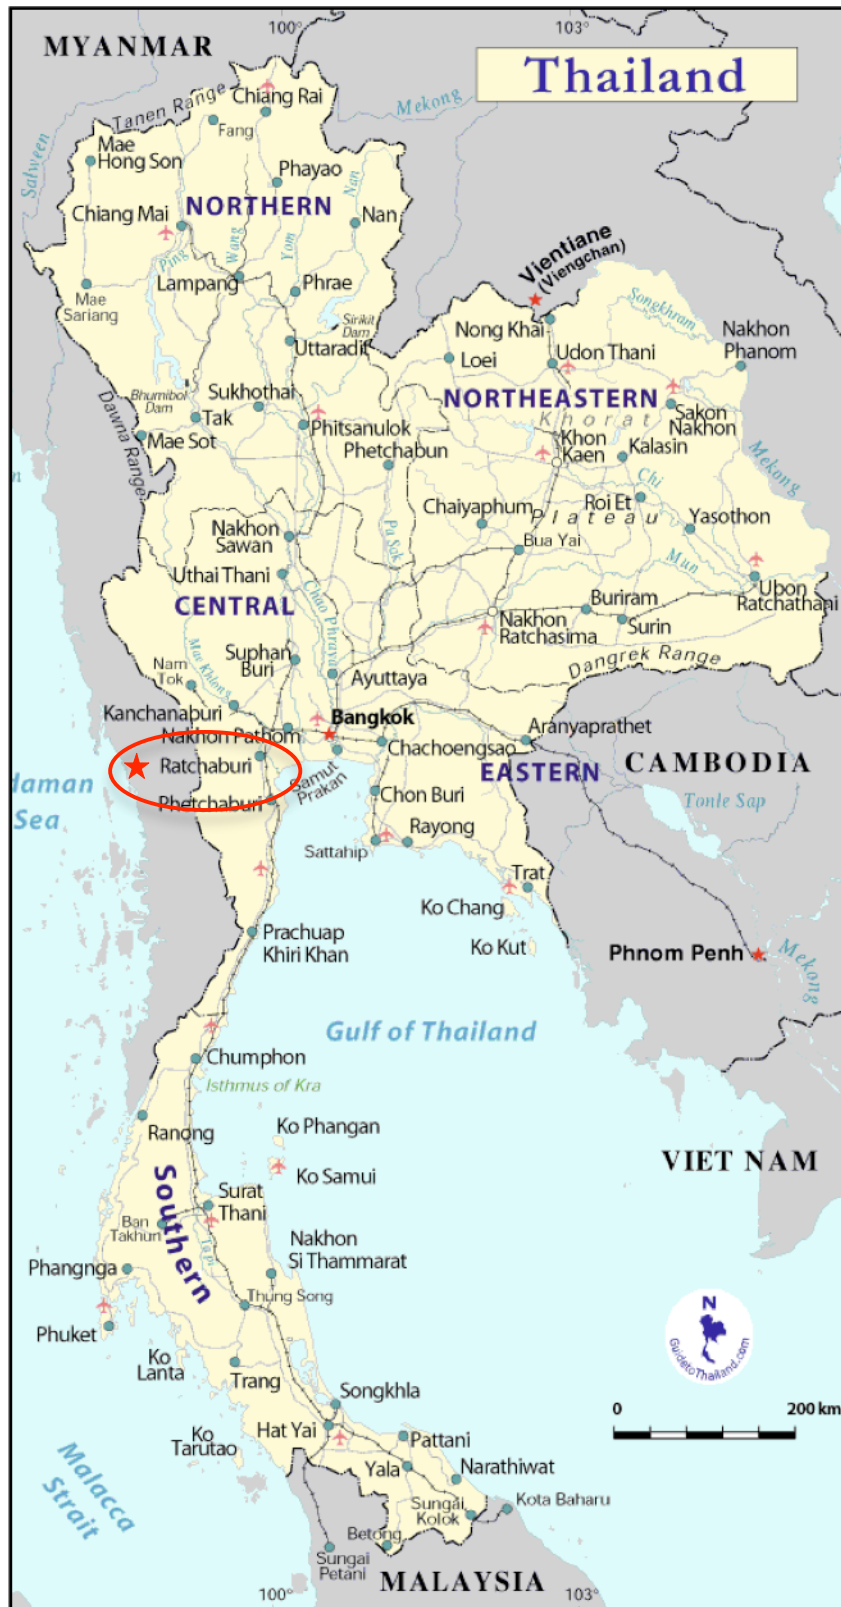 100°
103°
MYANMAR
Thailand
Tanen Range
Chiang Rai
Mekong
Fang
Salween
Mae
Hong Son
Phayao
Nan
NORTHERN
Chiang Mai
Nan
Wang
Yom
Ping
Vientiane
(Viengchan)
Lampang
Phrae
Mae
Sariang
Songkhram
Sirikit
Dam
Nong Khai
Nakhon
Phanom
Uttaradit
Loei
Udon Thani
Bhumibol
Dam
Sukhothai
NORTHEASTERN
Dawna Range
Tak
Khorat
Sakon
Nakhon
Mae Sot
Phitsanulok
Phetchabun
Khon
Kaen
Kalasin
Mekong
Chi
Chaiyaphum
Roi Et
Plateau
Yasothon
Nakhon
Sawan
Pa Sak
Bua Yai
Mun
Uthai Thani
Chao Phraya
Ubon
Ratchathani
CENTRAL
Buriram
Nakhon
Ratchasima
Surin
Mae Khlong
Suphan
Buri
Dangrek Range
Nam
Tok
Ayuttaya
Kanchanaburi
Bangkok
Nakhon Pathom
Aranyaprathet
Chachoengsao
Ratchaburi
EASTERN
CAMBODIA
daman
Sea
Samut
Prakan
Phetchaburi
Chon Buri
Tonle Sap
Rayong
Sattahip
Trat
Ko Chang
Prachuap
Khiri Khan
Ko Kut
Phnom Penh
Mekong
Gulf of Thailand
Chumphon
Isthmus of Kra
Ranong
Ko Phangan
VIET NAM
Ko Samui
Southern
Surat
Thani
Ban
Takhun
Tapi
Nakhon
Si Thammarat
Phangnga
Thung Song
N
GuidetoThailand.com
Phuket
Ko
Lanta
Trang
Songkhla
0
200 km
Hat Yai
Ko
Tarutao
Pattani
Malacca
Strait
Yala
Narathiwat
Sungai
Kolok
Kota Baharu
Betong
Sungai
Petani
MALAYSIA
100°
103°